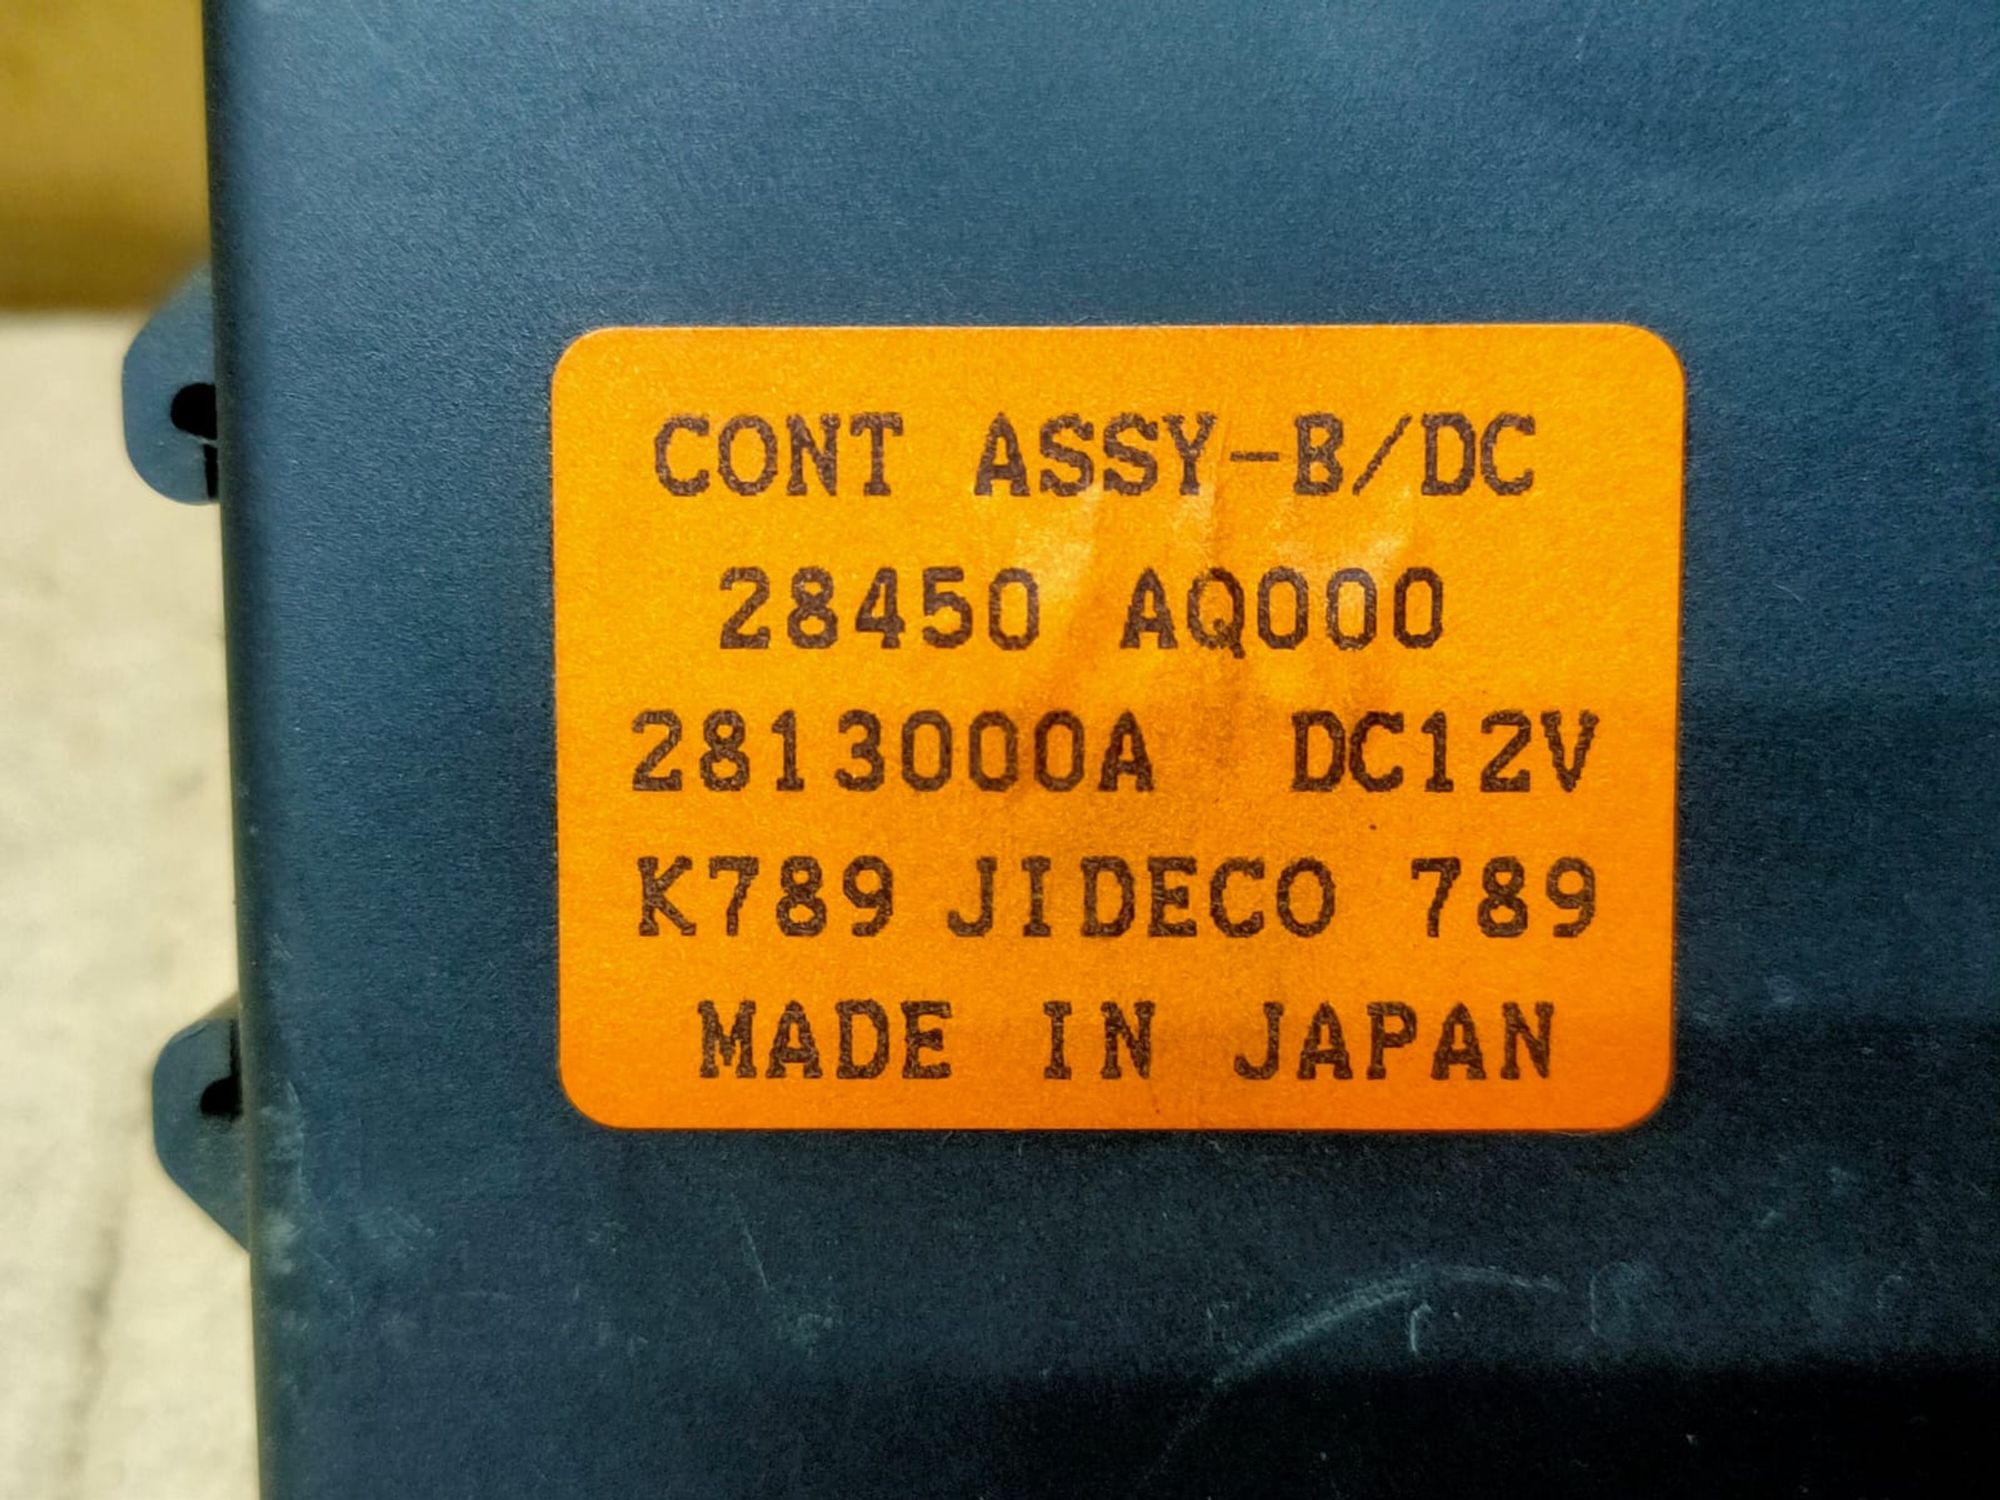 CONT ASSY-B/DC
28450 AQ000
2813000A DC12V
K789 JIDECO 789
MADE IN JAPAN